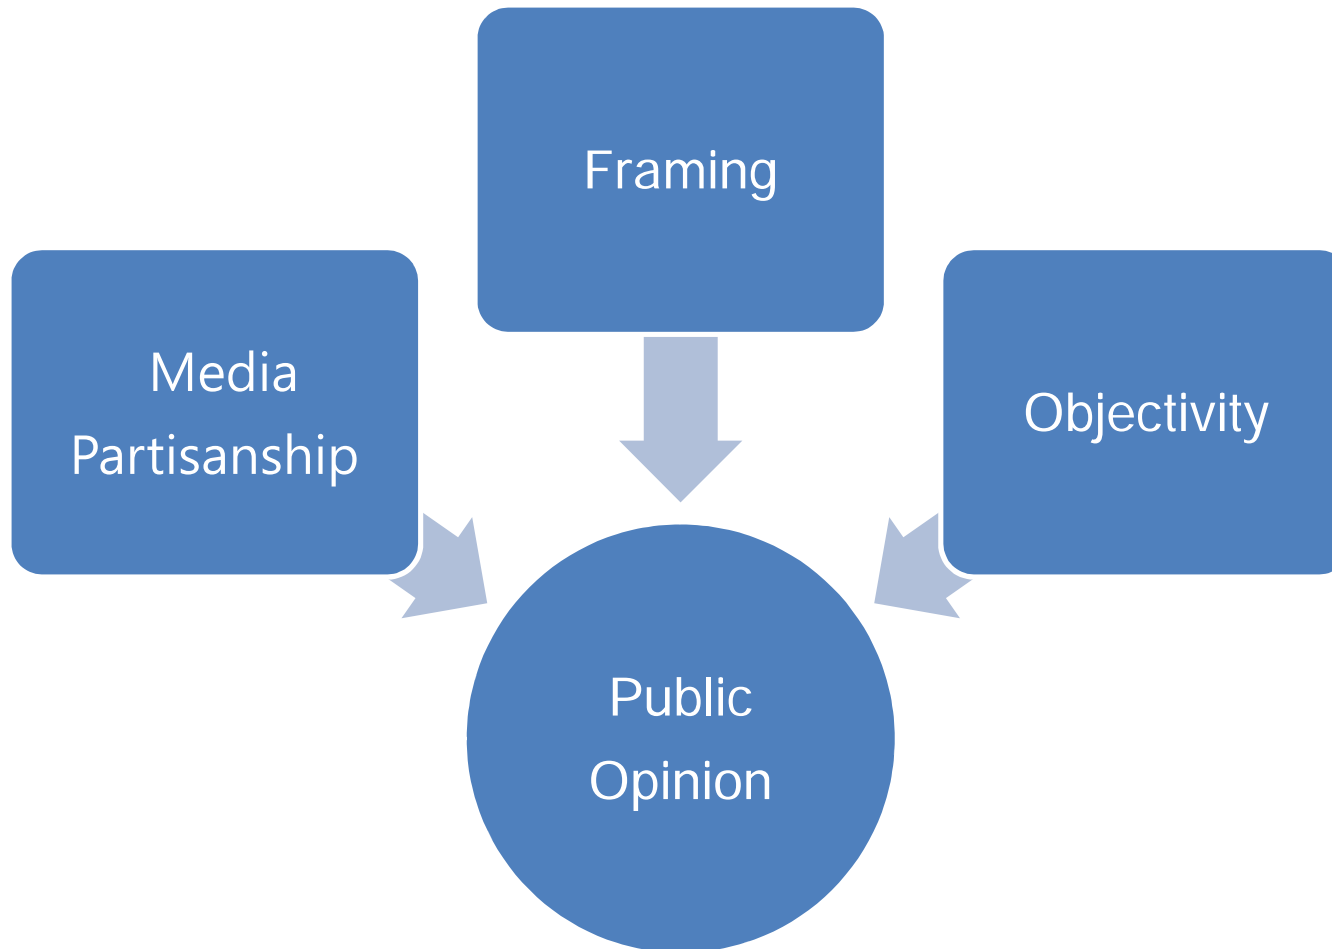 Framing
Media
Partisanship
Objectivity
Public
Opinion